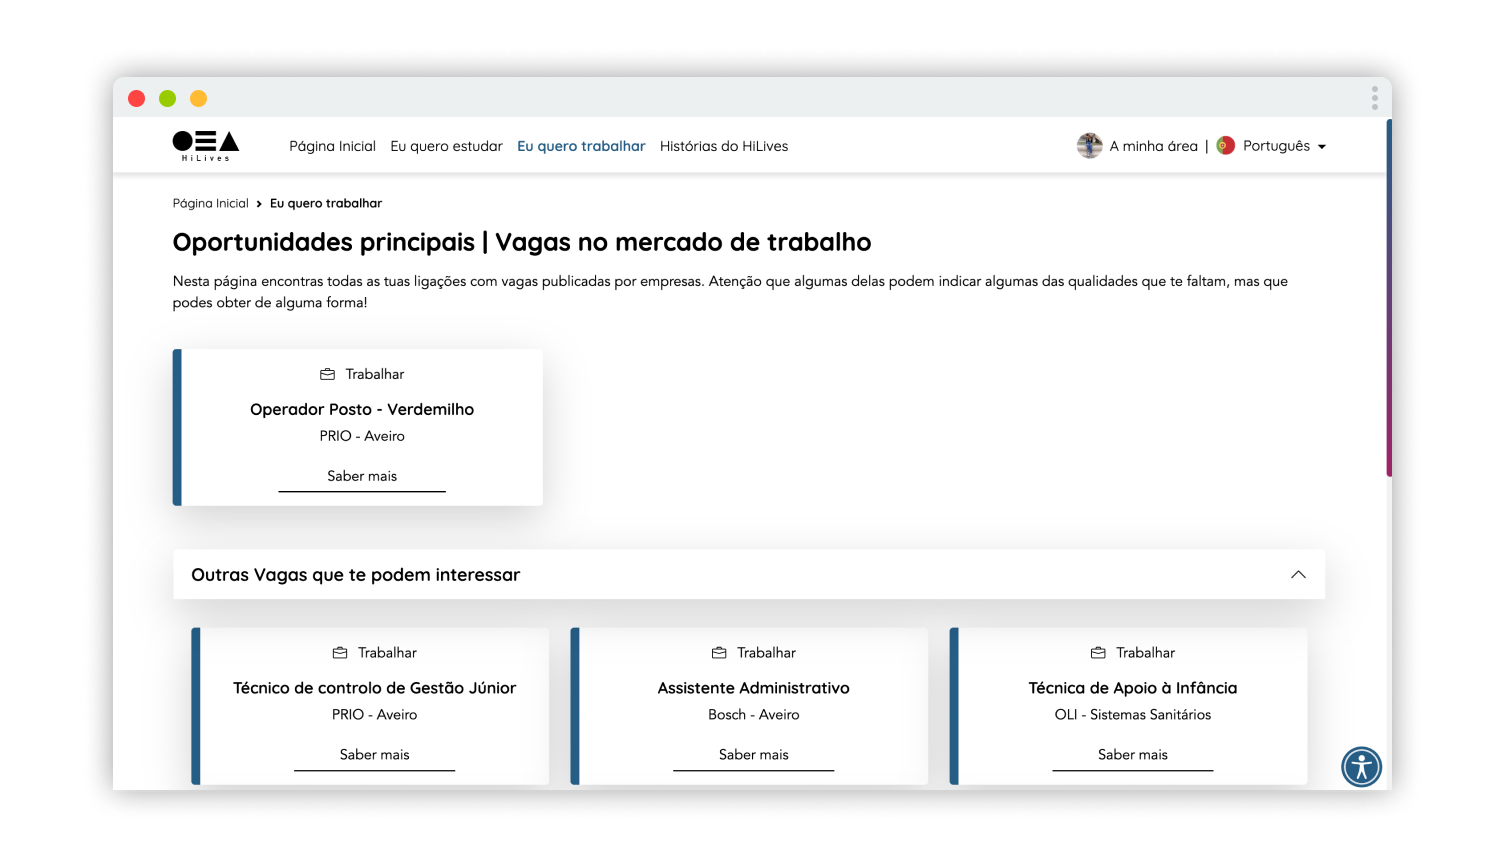 HiLives
Página Inicial Eu quero estudar Eu quero trabalhar Histórias do HiLives
A minha área | Português
Página Inicial > Eu quero trabalhar
Oportunidades principais | Vagas no mercado de trabalho
Nesta página encontras todas as tuas ligações com vagas publicadas por empresas. Atenção que algumas delas podem indicar algumas das qualidades que te faltam, mas que
podes obter de alguma forma!
Trabalhar
Operador Posto - Verdemilho
PRIO - Aveiro
Saber mais
Outras Vagas que te podem interessar
Trabalhar
Técnico de controlo de Gestão Júnior
PRIO - Aveiro
Saber mais
Trabalhar
Assistente Administrativo
Bosch - Aveiro
Saber mais
Trabalhar
Técnica de Apoio à Infância
OLI - Sistemas Sanitários
Saber mais